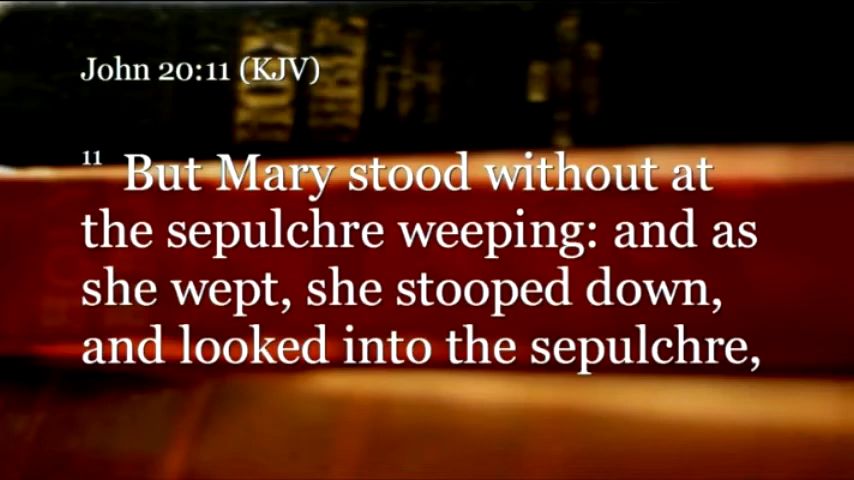 John 20:11 (KJV)
11 But Mary stood without at
the sepulchre weeping: and as
she wept, she stooped down,
and looked into the sepulchre,